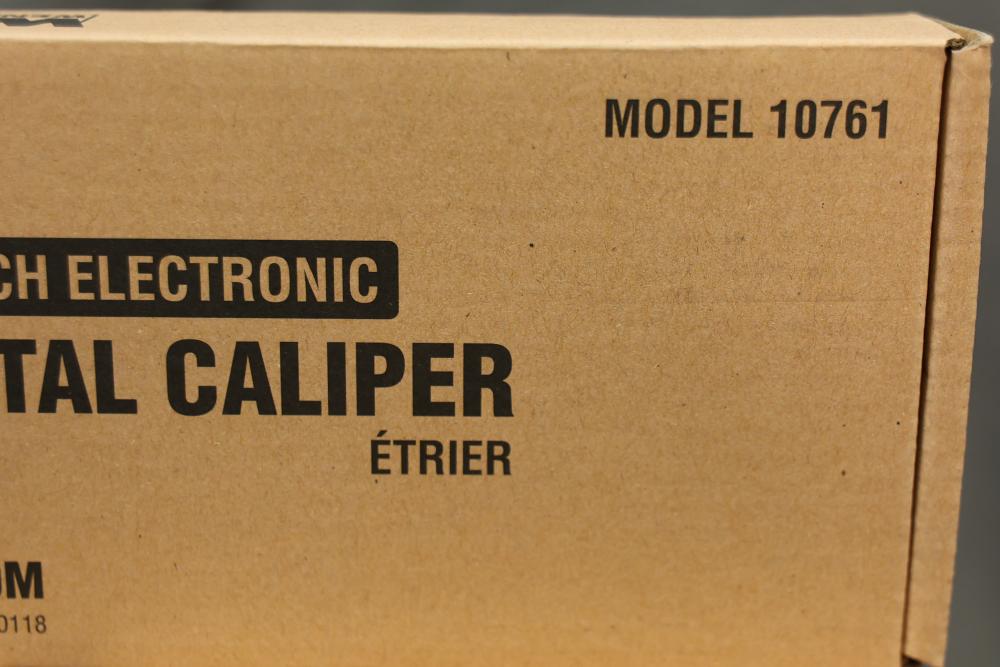 MODEL 10761
CH ELECTRONIC
TAL CALIPER
ÉTRIER
OM
0118